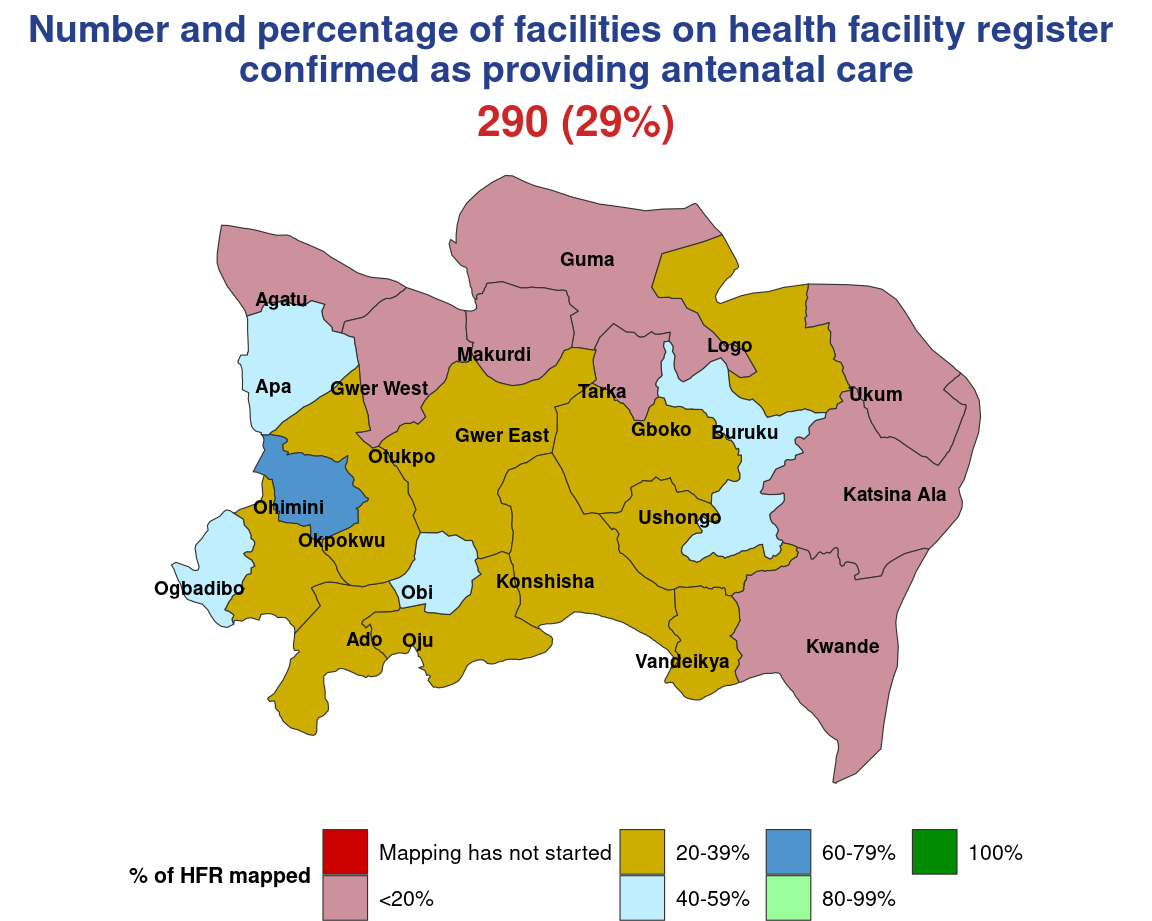 Number and percentage of facilities on health facility register
confirmed as providing antenatal care
290 (29%)
Guma
Agatu
Logo
Makurdi
Apa
Gwer West
Tarka
Ukum
Gboko
Buruku
Gwer East
Otukpo
Katsina Ala
Ohimini
Ushongo
Okpokwu
Konshisha
Ogbadibo
Obi
Ado
Oju
Kwande
Vandeikya
% of HFR mapped
Mapping has not started
<20%
20-39%
40-59%
60-79%
80-99%
100%